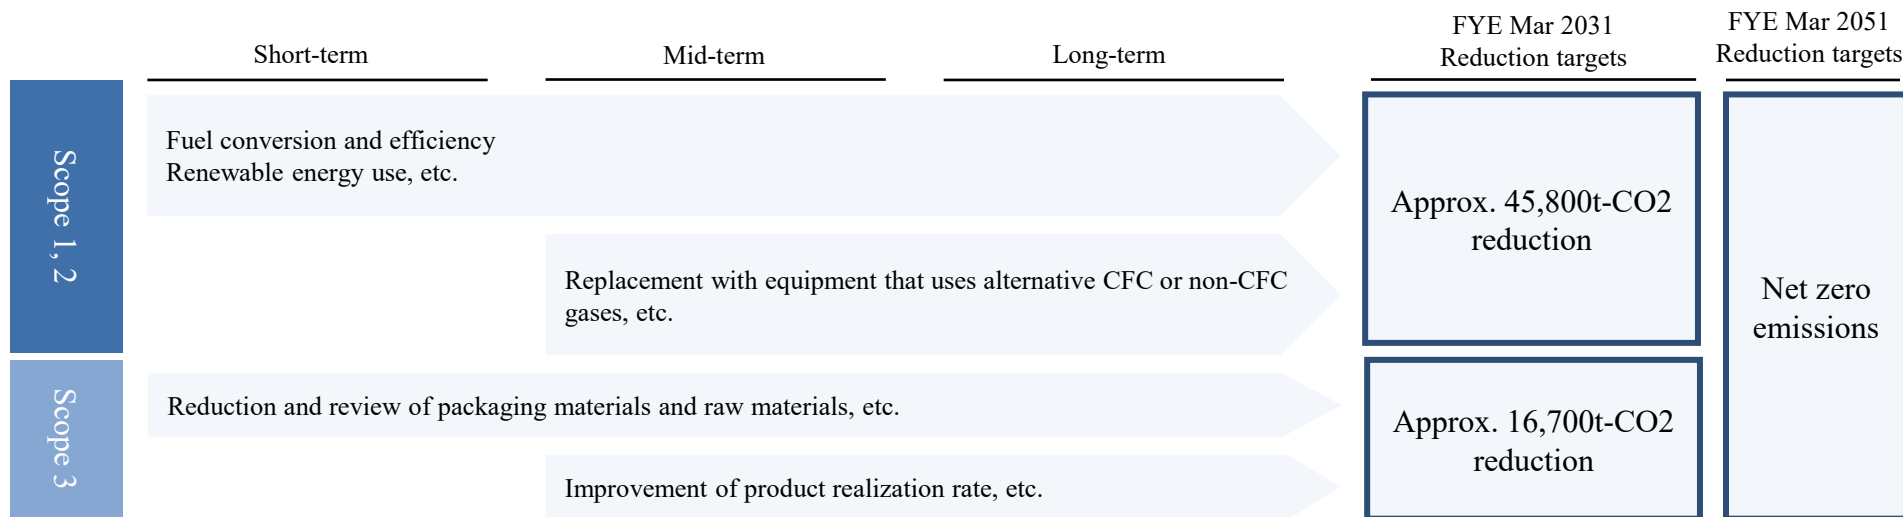 Short-term
Mid-term
Long-term
FYE Mar 2031
Reduction targets
FYE Mar 2051
Reduction targets
Scope 1, 2
Fuel conversion and efficiency
Renewable energy use, etc.
Replacement with equipment that uses alternative CFC or non-CFC
gases, etc.
Approx. 45,800t-CO2
reduction
Net zero
emissions
Scope 3
Reduction and review of packaging materials and raw materials, etc.
Improvement of product realization rate, etc.
Approx. 16,700t-CO2
reduction